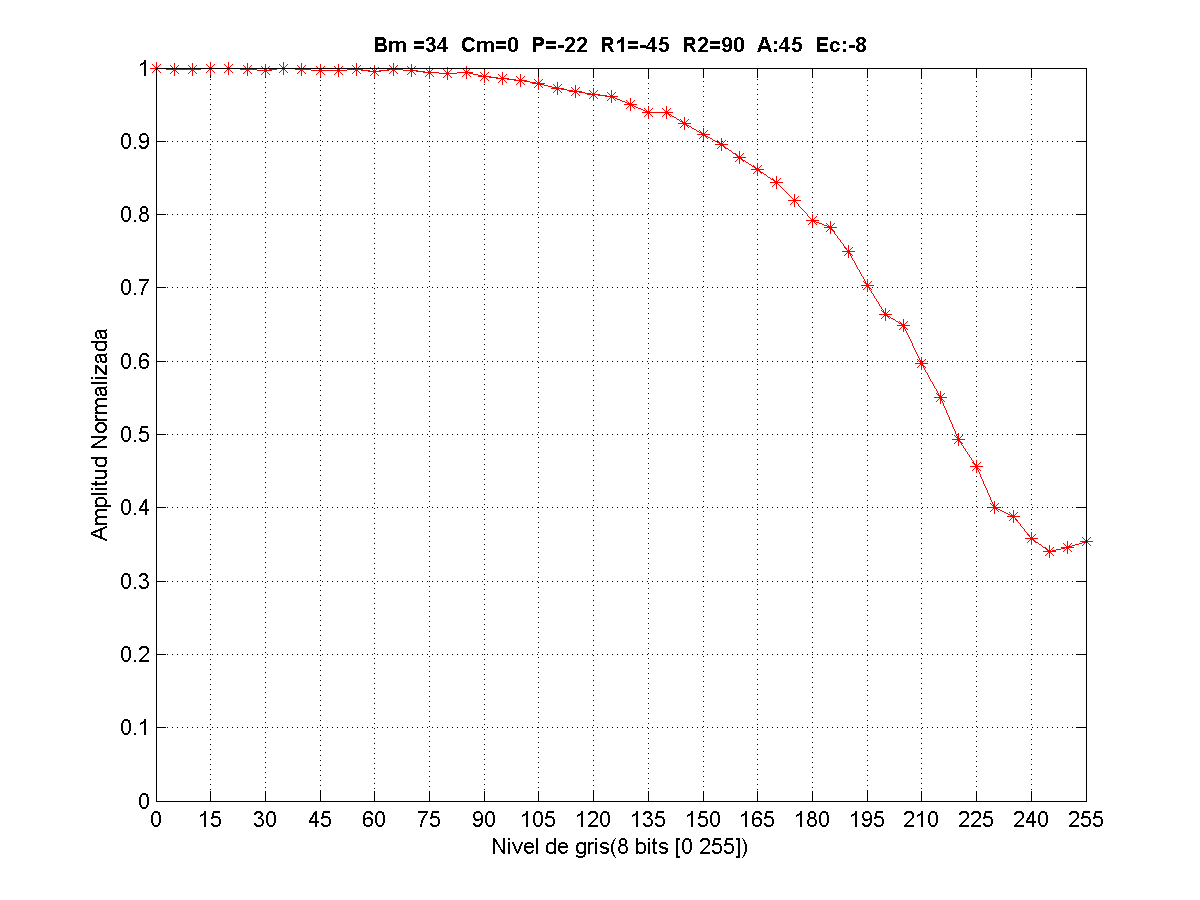 Bm =34 Cm=0 P=-22 R1=-45 R2=90 A:45 Ec:-8
1
0.9
0.8
0.7
0.6
0.5
0.4
0.3
0.2
0.1
0
Amplitud Normalizada
0 15 30 45 60 75 90 105 120 135 150 165 180 195 210 225 240 255
Nivel de gris(8 bits [0 255])